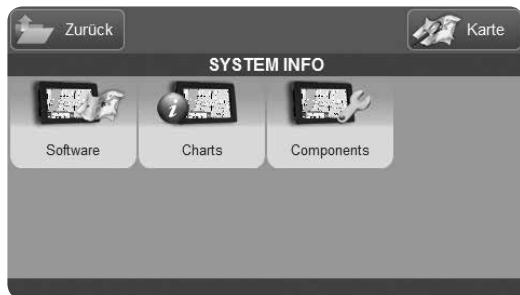 Zurück
Karte
SYSTEM INFO
Software
Charts
Components